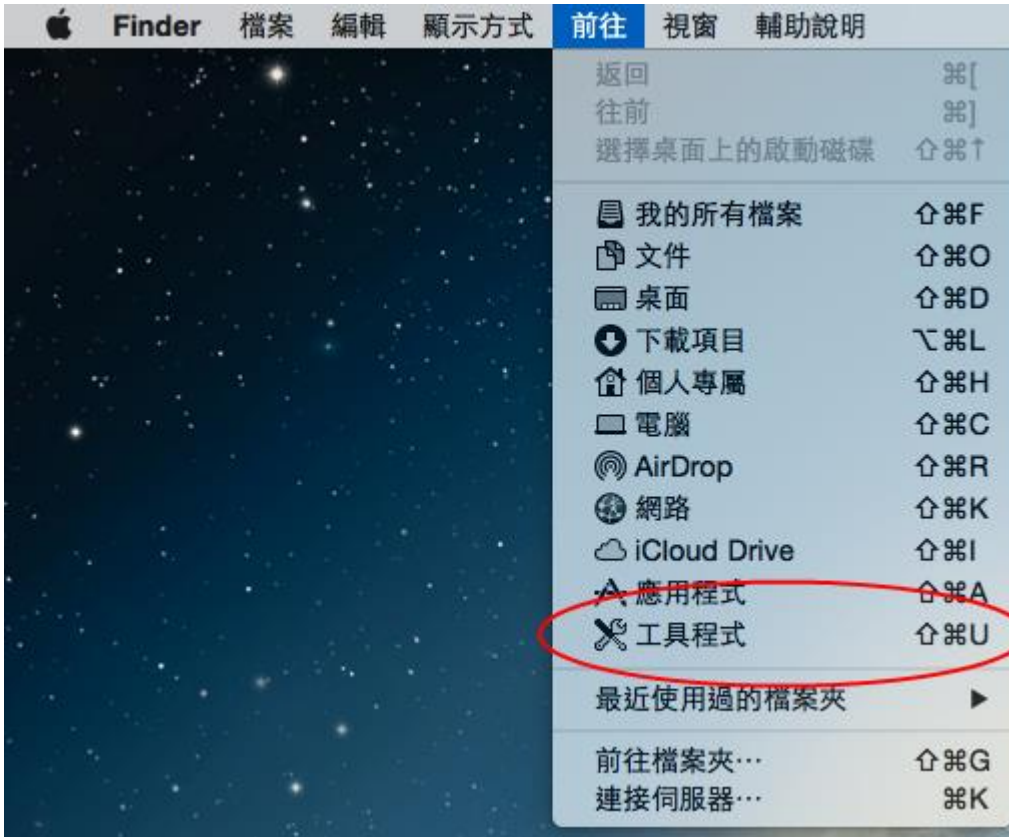 Finder 檔案 編輯 顯示方式 前往 視窗 輔助說明
返回 ⌘[
往前 ⌘]
選擇桌面上的啟動磁碟 ⇧⌘↑
我的所有檔案 ⇧⌘F
文件 ⇧⌘O
桌面 ⇧⌘D
下載項目 ⌥⌘L
個人專屬 ⇧⌘H
電腦 ⇧⌘C
AirDrop ⇧⌘R
網路 ⇧⌘K
iCloud Drive ⇧⌘I
應用程式 ⇧⌘A
工具程式 ⇧⌘U
最近使用過的檔案夾 ▶
前往檔案夾⋯ ⇧⌘G
連接伺服器⋯ ⌘K